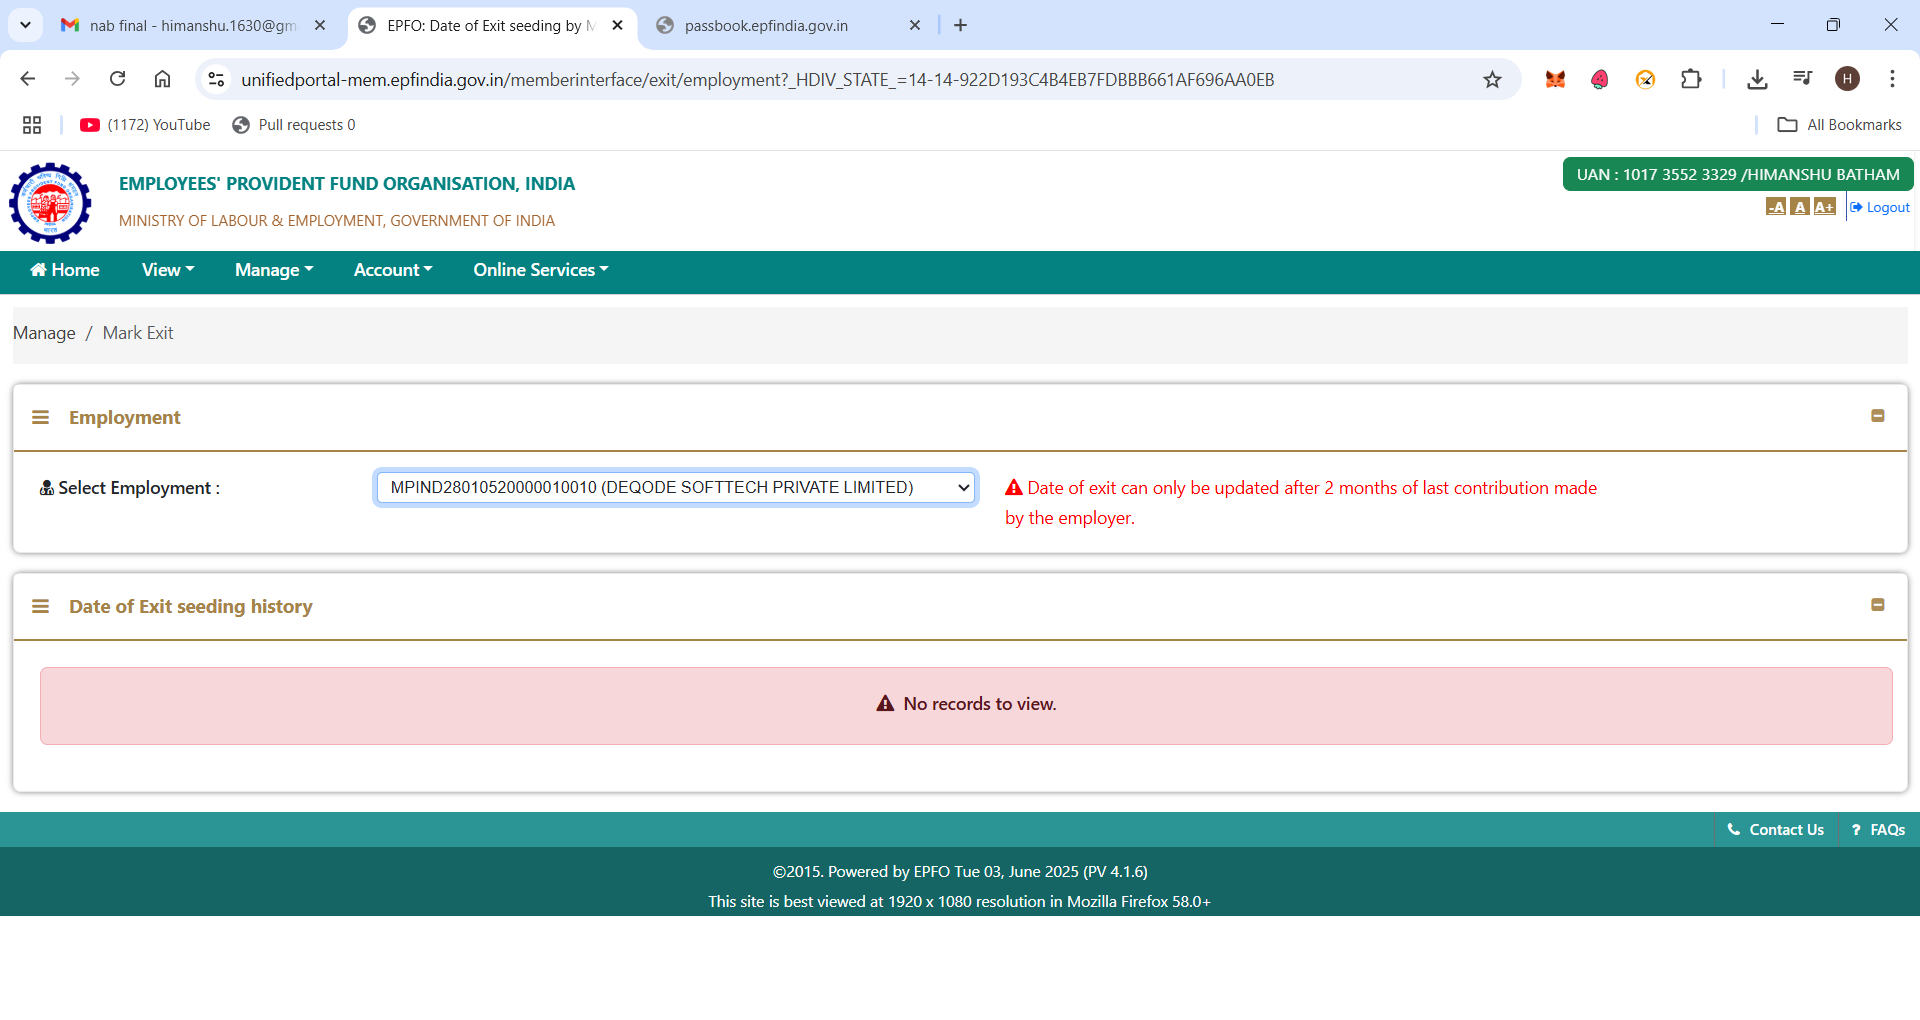 nab final - himanshu.1630@gm
EPFO: Date of Exit seeding by M
passbook.epfindia.gov.in
unifiedportal-mem.epfindia.gov.in/memberinterface/exit/employment?_HDIV_STATE_=14-14-922D193C4B4EB7FDBBB661AF696AA0EB
H
(1172) YouTube
Pull requests 0
All Bookmarks
EMPLOYEES' PROVIDENT FUND ORGANISATION, INDIA
MINISTRY OF LABOUR & EMPLOYMENT, GOVERNMENT OF INDIA
UAN : 1017 3552 3329 /HIMANSHU BATHAM
-A A A+ Logout
Home View Manage Account Online Services
Manage / Mark Exit
Employment
Select Employment :
MPIND28010520000010010 (DEQODE SOFTTECH PRIVATE LIMITED)
Date of exit can only be updated after 2 months of last contribution made
by the employer.
Date of Exit seeding history
No records to view.
Contact Us ? FAQs
©2015. Powered by EPFO Tue 03, June 2025 (PV 4.1.6)
This site is best viewed at 1920 x 1080 resolution in Mozilla Firefox 58.0+